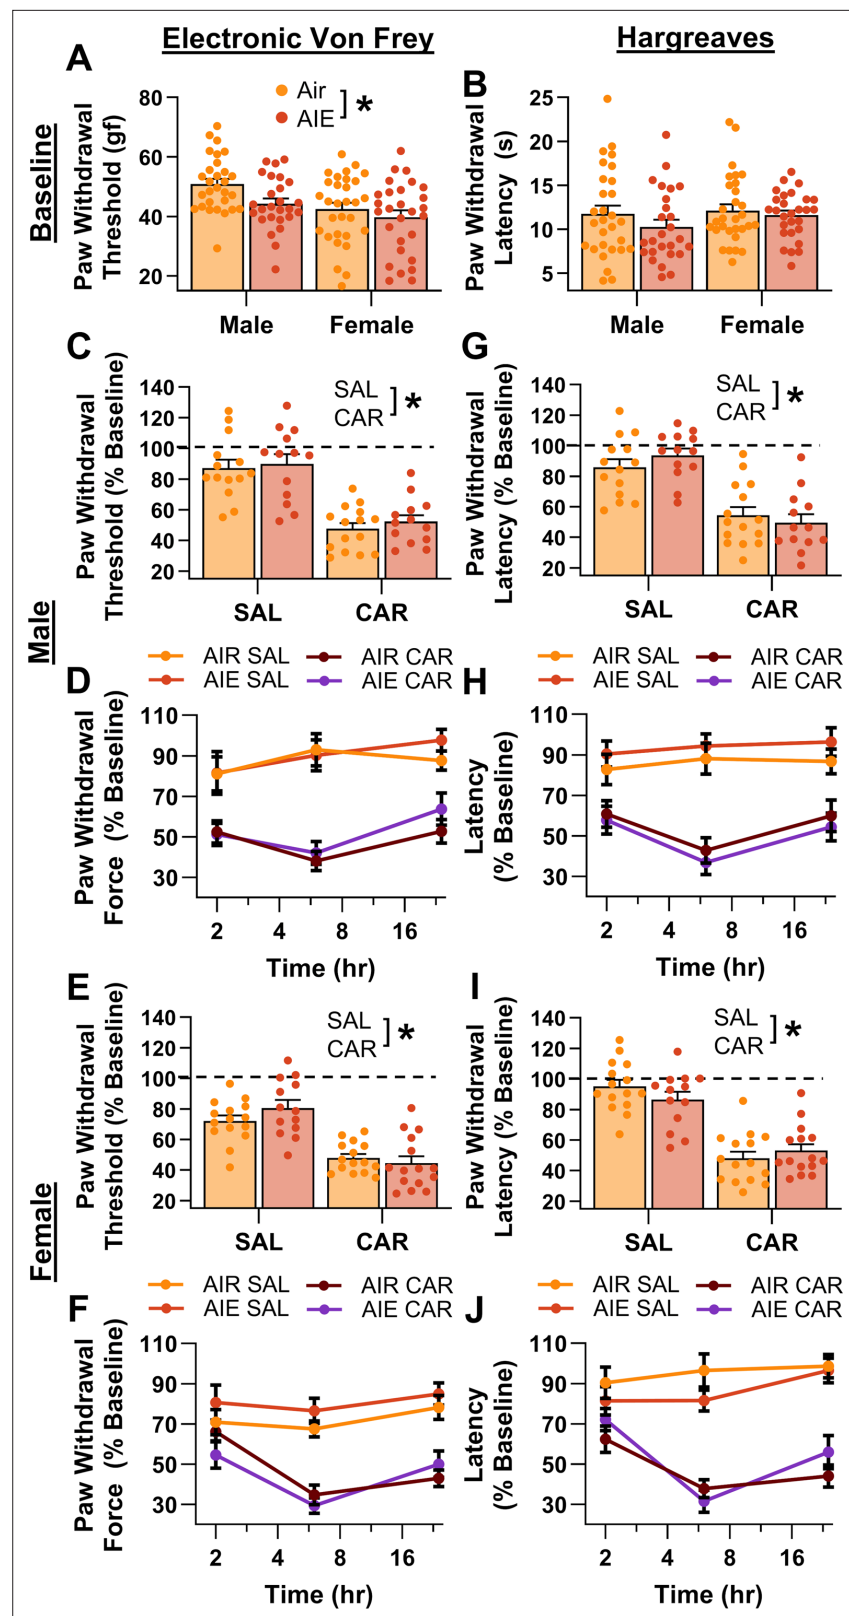 Electronic Von Frey
Hargreaves
Baseline
A
Paw Withdrawal
Threshold (gf)
80
60
40
20
Air
AIE
*
Male
Female
B
Paw Withdrawal
Latency (s)
25
20
15
10
5
Male
Female
Male
C
Paw Withdrawal
Threshold (% Baseline)
140
120
100
80
60
40
20
SAL
CAR
*
SAL
CAR
G
Paw Withdrawal
Latency (% Baseline)
140
120
100
80
60
40
20
SAL
CAR
*
SAL
CAR
D
AIR SAL
AIE SAL
AIR CAR
AIE CAR
Paw Withdrawal
Force (% Baseline)
110
90
70
50
30
2
4
8
16
Time (hr)
H
AIR SAL
AIE SAL
AIR CAR
AIE CAR
Latency
(% Baseline)
110
90
70
50
30
2
4
8
16
Time (hr)
Female
E
Paw Withdrawal
Threshold (% Baseline)
140
120
100
80
60
40
20
SAL
CAR
*
SAL
CAR
I
Paw Withdrawal
Latency (% Baseline)
140
120
100
80
60
40
20
SAL
CAR
*
SAL
CAR
F
AIR SAL
AIE SAL
AIR CAR
AIE CAR
Paw Withdrawal
Force (% Baseline)
110
90
70
50
30
2
4
8
16
Time (hr)
J
AIR SAL
AIE SAL
AIR CAR
AIE CAR
Latency
(% Baseline)
110
90
70
50
30
2
4
8
16
Time (hr)